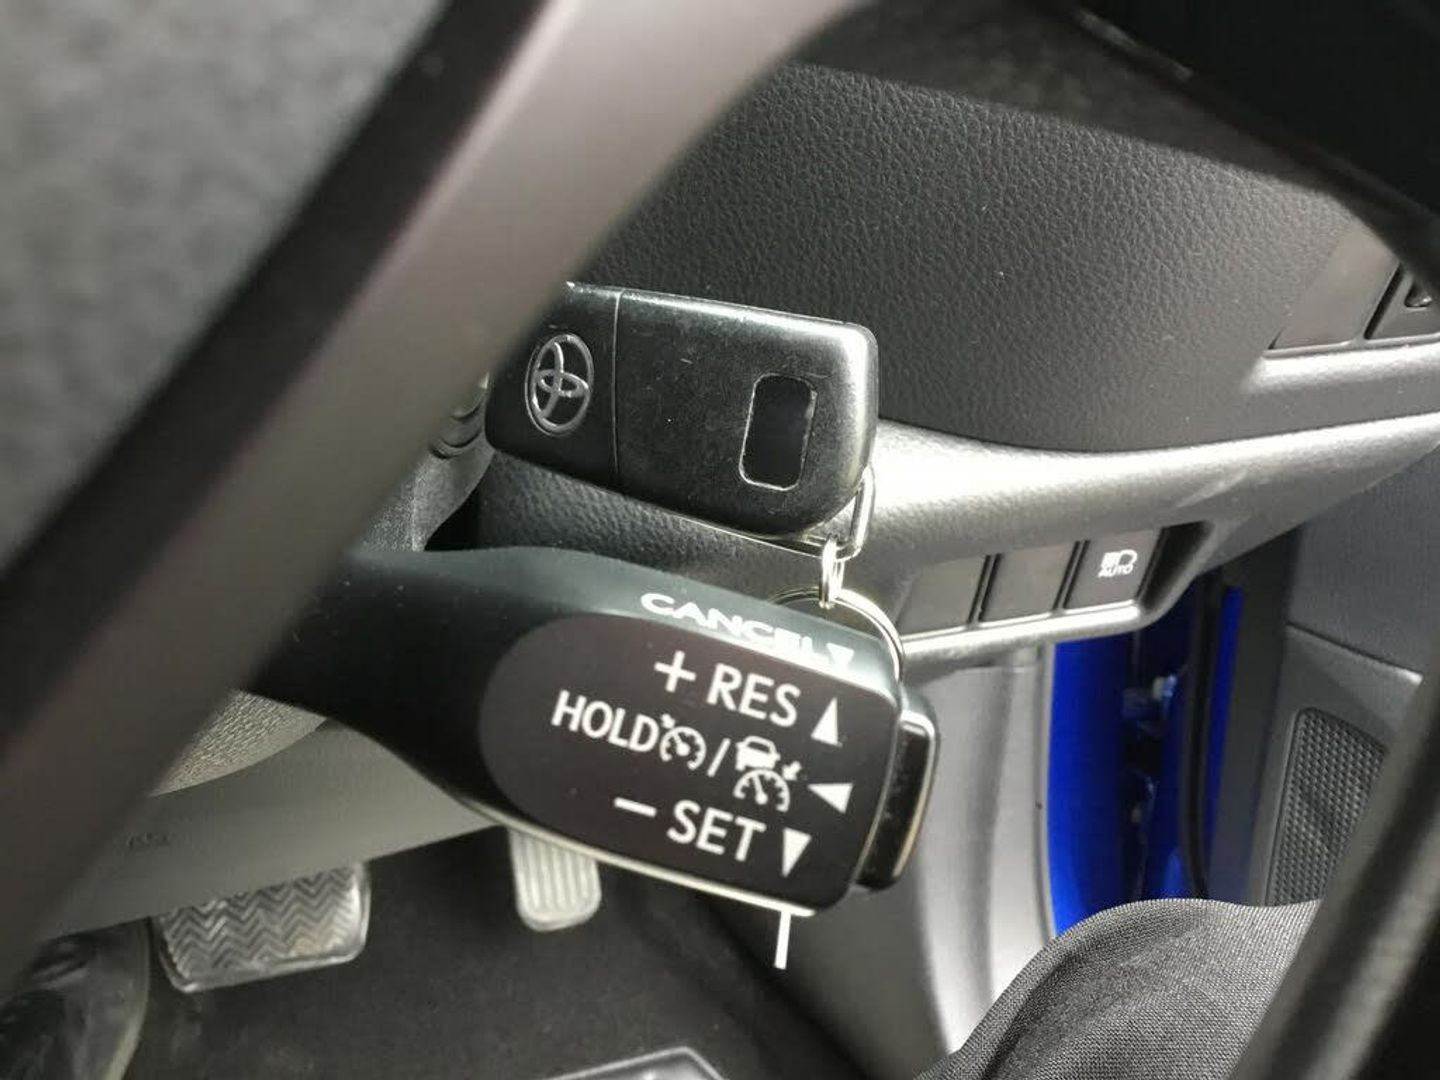 CANCEL
+ RES
HOLD /
− SET
AUTO